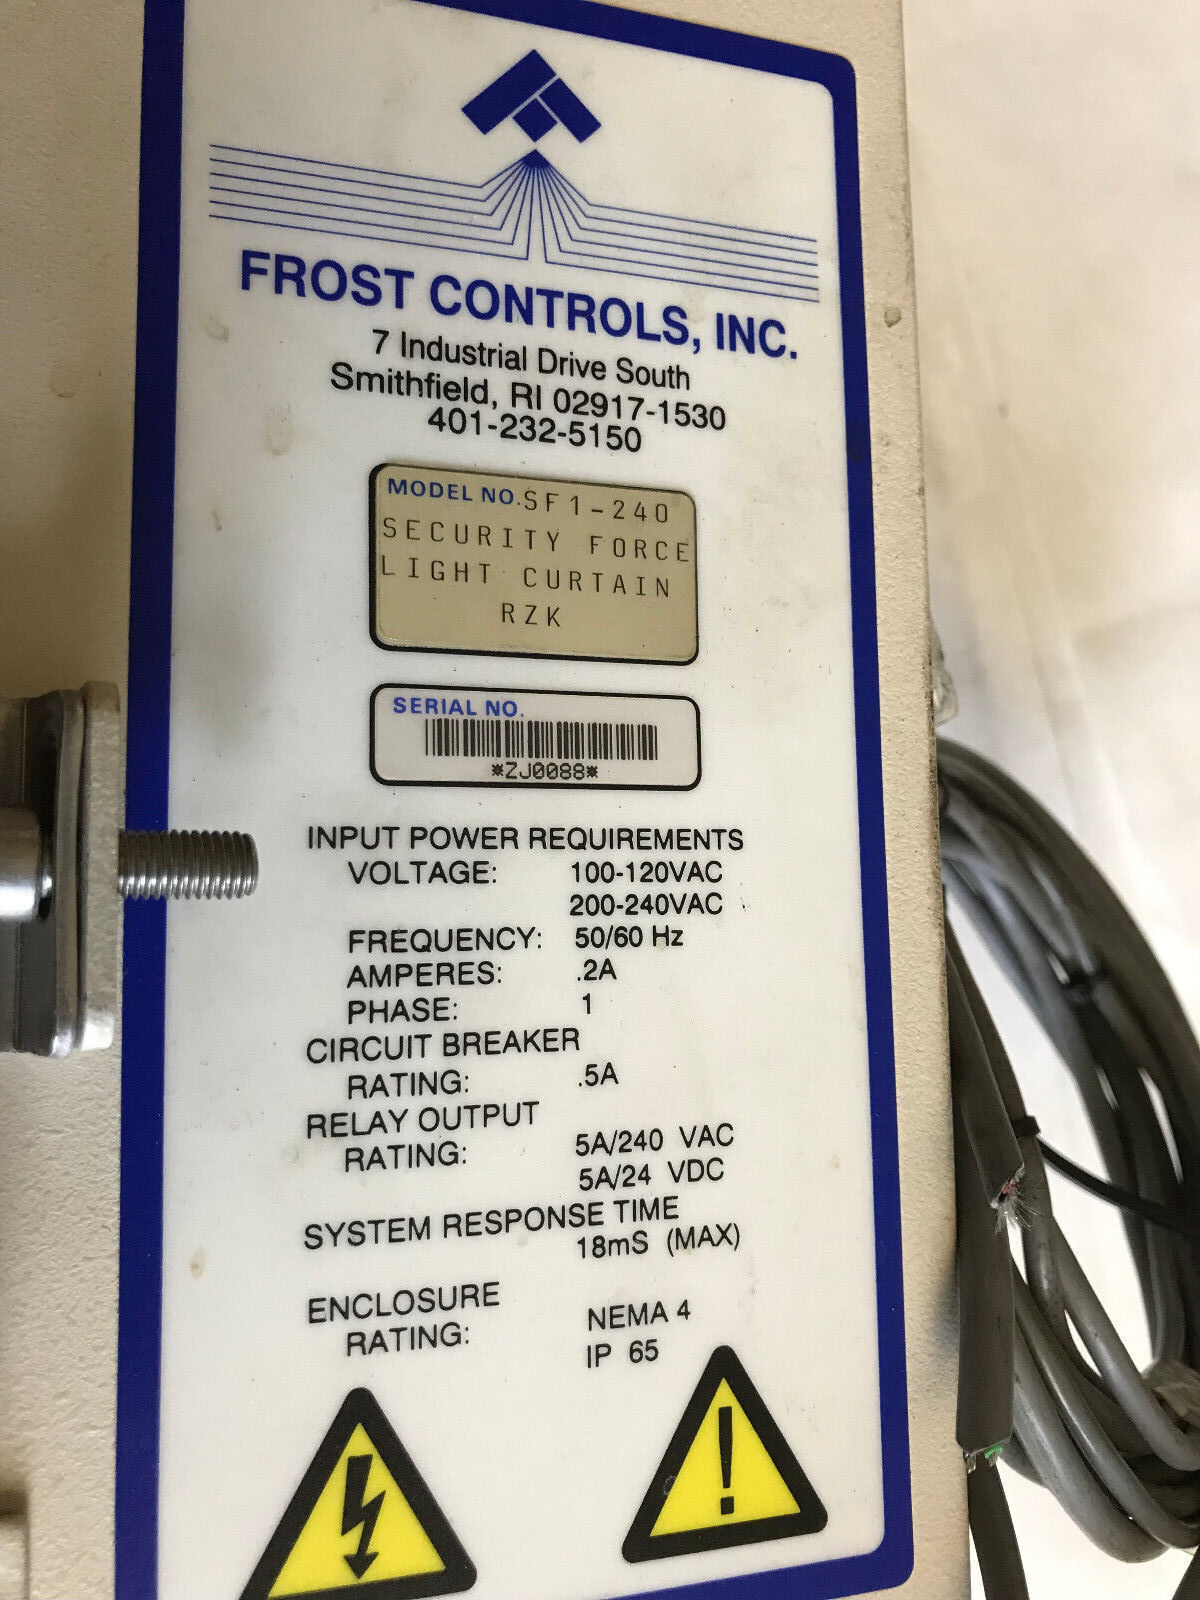 FROST CONTROLS, INC.
7 Industrial Drive South
Smithfield, RI 02917-1530
401-232-5150
MODEL NO. SF1-240
SECURITY FORCE
LIGHT CURTAIN
RZK
SERIAL NO.
*ZJ0088*
INPUT POWER REQUIREMENTS
VOLTAGE: 100-120VAC
200-240VAC
FREQUENCY: 50/60 Hz
AMPERES: .2A
PHASE: 1
CIRCUIT BREAKER
RATING: .5A
RELAY OUTPUT
RATING: 5A/240 VAC
5A/24 VDC
SYSTEM RESPONSE TIME
18mS (MAX)
ENCLOSURE
RATING: NEMA 4
IP 65
!